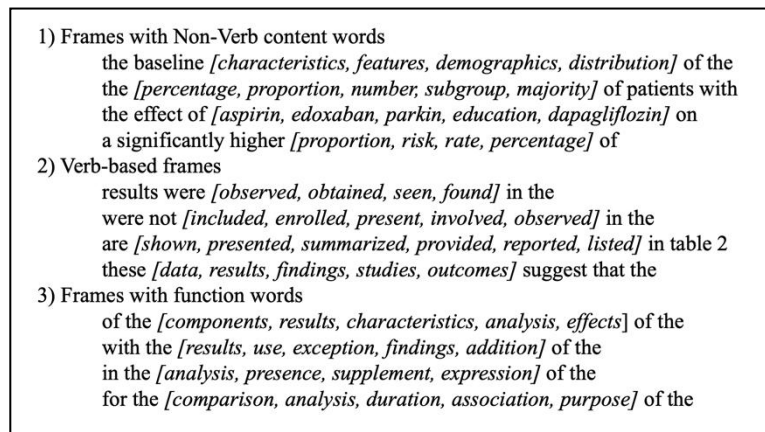 1) Frames with Non-Verb content words
the baseline [characteristics, features, demographics, distribution] of the
the [percentage, proportion, number, subgroup, majority] of patients with
the effect of [aspirin, edoxaban, parkin, education, dapagliflozin] on
a significantly higher [proportion, risk, rate, percentage] of
2) Verb-based frames
results were [observed, obtained, seen, found] in the
were not [included, enrolled, present, involved, observed] in the
are [shown, presented, summarized, provided, reported, listed] in table 2
these [data, results, findings, studies, outcomes] suggest that the
3) Frames with function words
of the [components, results, characteristics, analysis, effects] of the
with the [results, use, exception, findings, addition] of the
in the [analysis, presence, supplement, expression] of the
for the [comparison, analysis, duration, association, purpose] of the